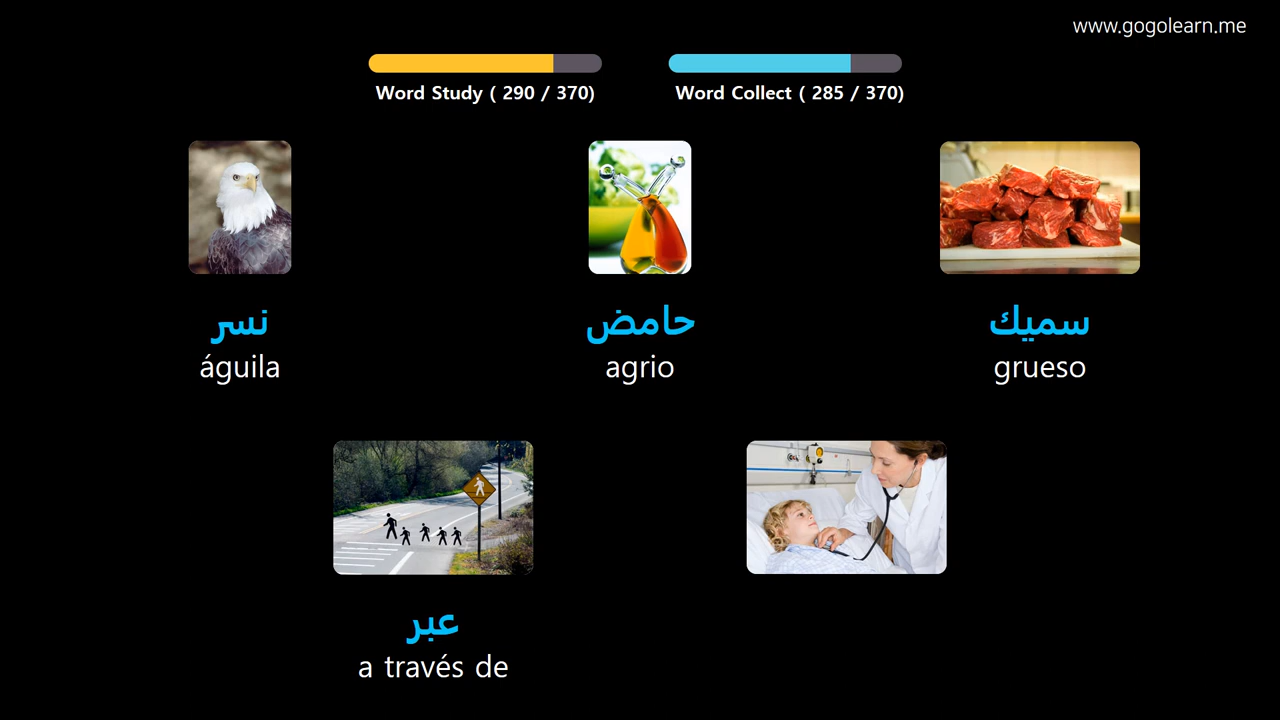 www.gogolearn.me
Word Study ( 290 / 370)
Word Collect ( 285 / 370)
نسر
águila
حامض
agrio
سميك
grueso
عبر
a través de